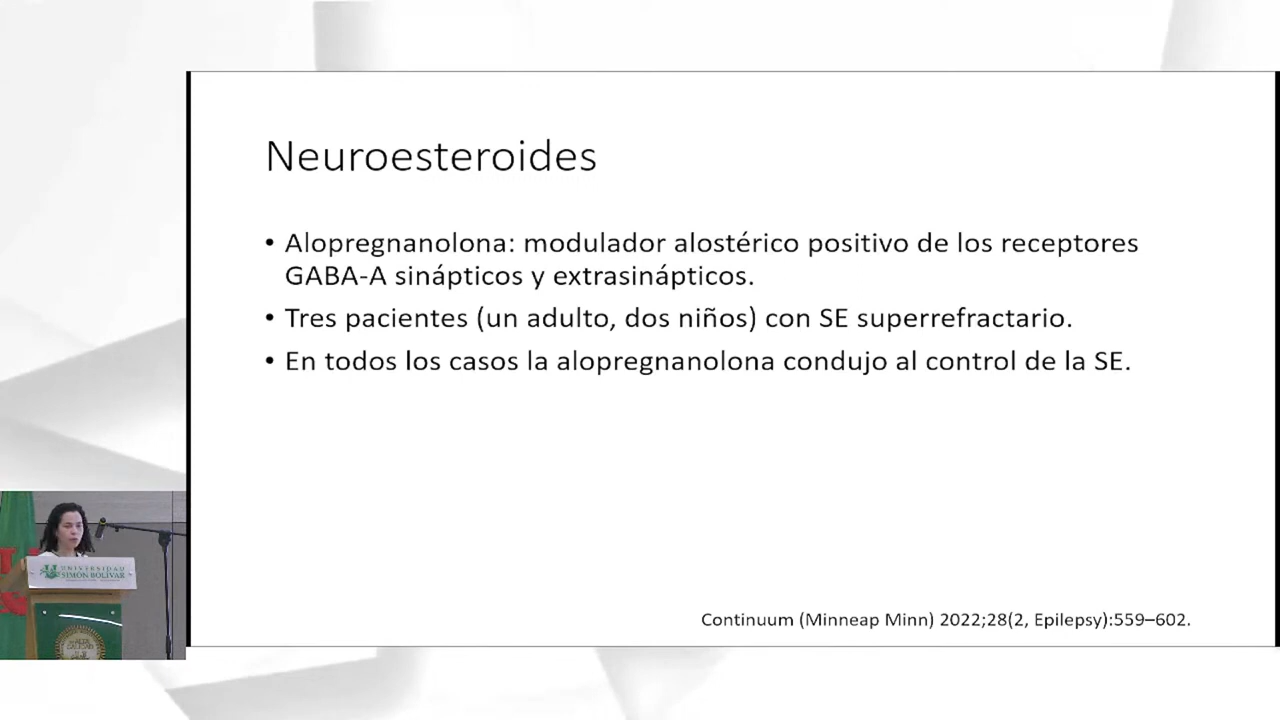 Neuroesteroides
• Alopregnanolona: modulador alostérico positivo de los receptores
GABA-A sinápticos y extrasinápticos.
• Tres pacientes (un adulto, dos niños) con SE superrefractario.
• En todos los casos la alopregnanolona condujo al control de la SE.
Continuum (Minneap Minn) 2022;28(2, Epilepsy):559–602.
UNIVERSIDAD
SIMÓN BOLÍVAR